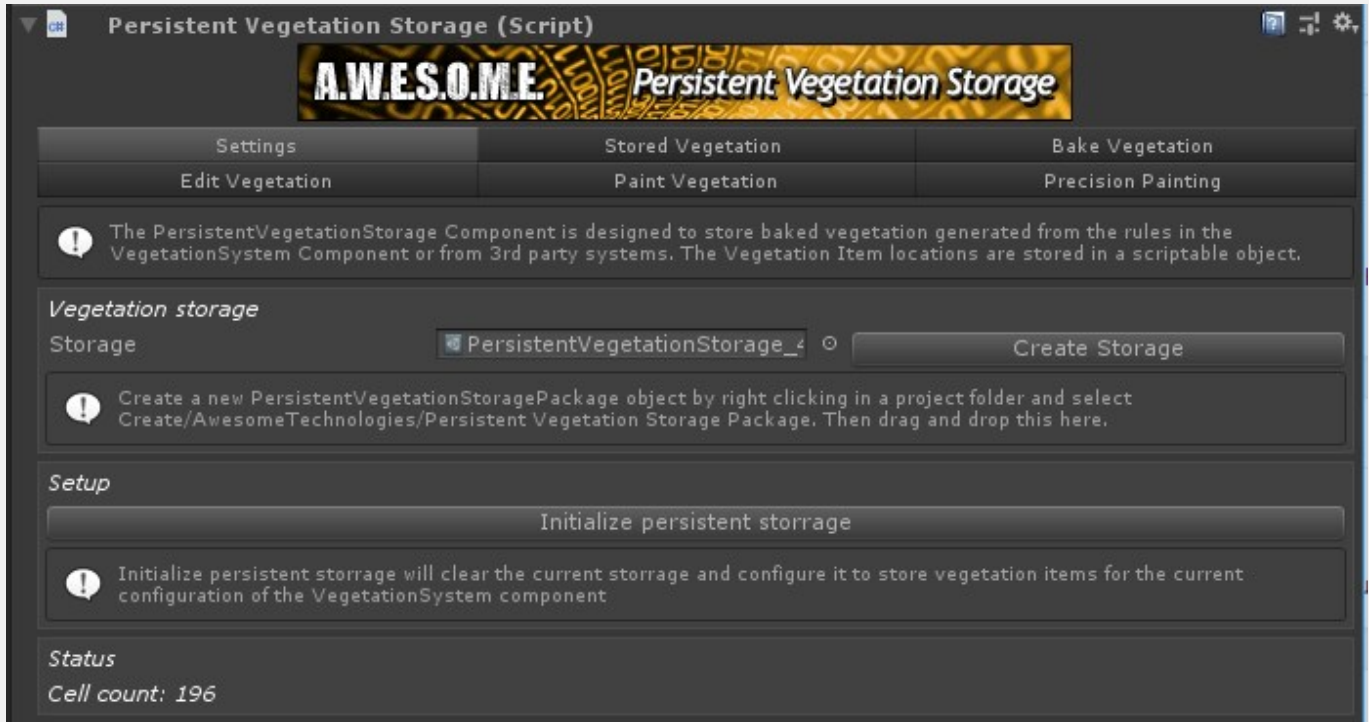 Persistent Vegetation Storage (Script)
A.W.E.S.O.M.E. Persistent Vegetation Storage
Settings Stored Vegetation Bake Vegetation
Edit Vegetation Paint Vegetation Precision Painting
The PersistentVegetationStorage Component is designed to store baked vegetation generated from the rules in the
VegetationSystem Component or from 3rd party systems. The Vegetation Item locations are stored in a scriptable object.
Vegetation storage
Storage PersistentVegetationStorage_ Create Storage
Create a new PersistentVegetationStoragePackage object by right clicking in a project folder and select
Create/AwesomeTechnologies/Persistent Vegetation Storage Package. Then drag and drop this here.
Setup
Initialize persistent storrage
Initialize persistent storrage will clear the current storrage and configure it to store vegetation items for the current
configuration of the VegetationSystem component
Status
Cell count: 196